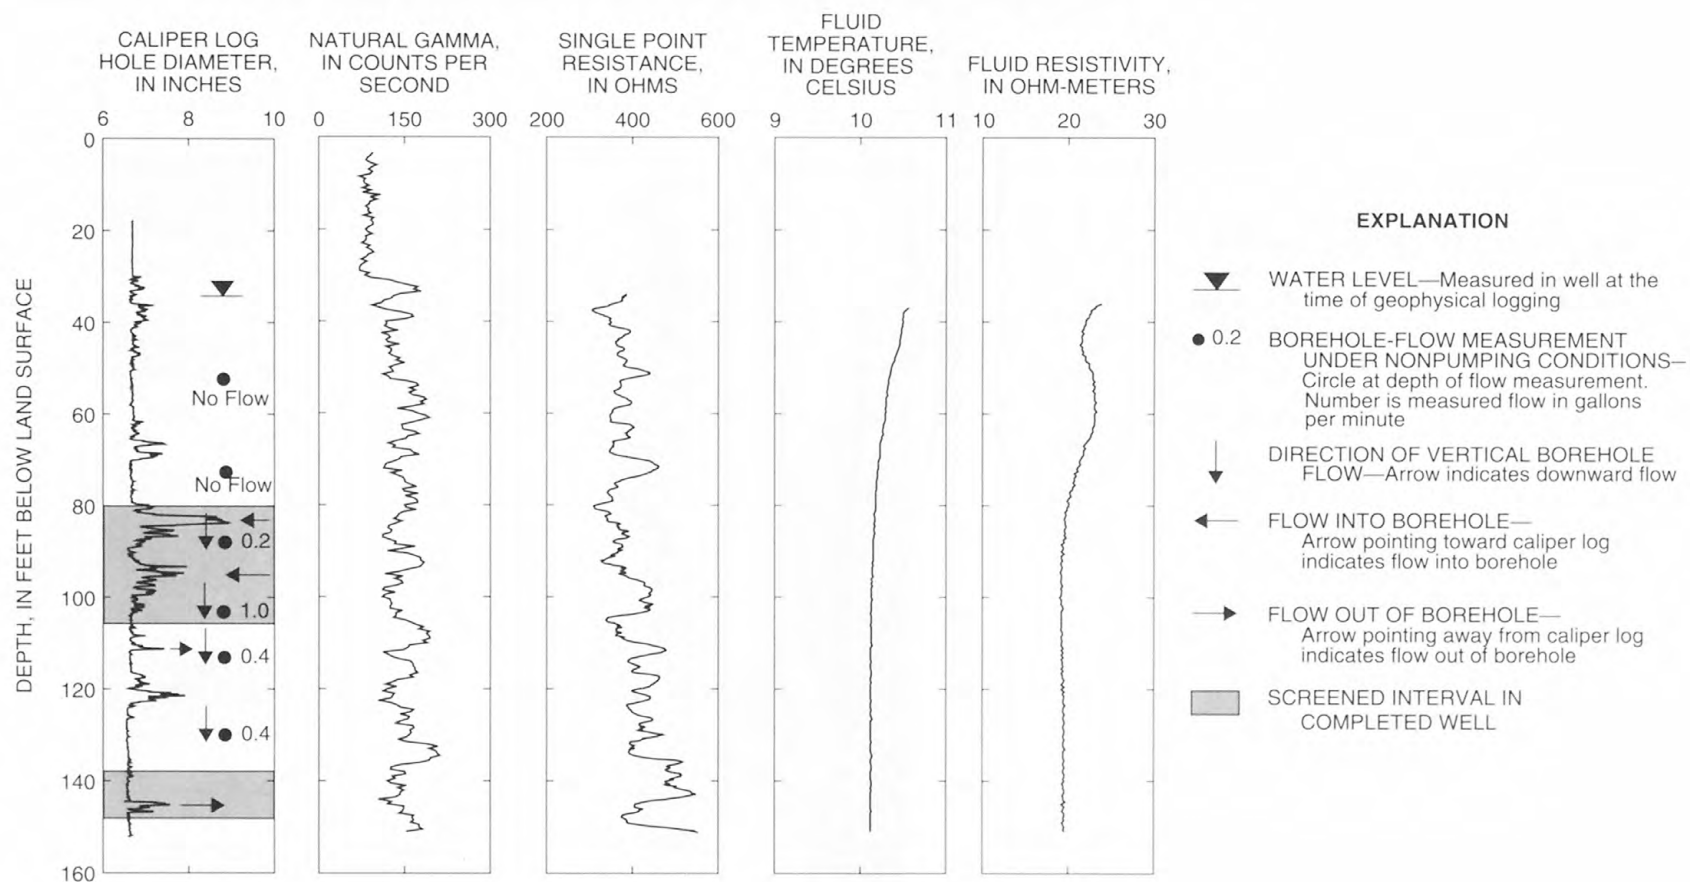 CALIPER LOG
HOLE DIAMETER,
IN INCHES
NATURAL GAMMA,
IN COUNTS PER
SECOND
SINGLE POINT
RESISTANCE,
IN OHMS
FLUID
TEMPERATURE,
IN DEGREES
CELSIUS
FLUID RESISTIVITY,
IN OHM-METERS
6 8 10
0 150 300
200 400 600
9 10 11
10 20 30
DEPTH, IN FEET BELOW LAND SURFACE
0
20
40
60
80
100
120
140
160
No Flow
No Flow
0.2
1.0
0.4
0.4
EXPLANATION
WATER LEVEL—Measured in well at the
time of geophysical logging
0.2 BOREHOLE-FLOW MEASUREMENT
UNDER NONPUMPING CONDITIONS—
Circle at depth of flow measurement.
Number is measured flow in gallons
per minute
DIRECTION OF VERTICAL BOREHOLE
FLOW—Arrow indicates downward flow
FLOW INTO BOREHOLE—
Arrow pointing toward caliper log
indicates flow into borehole
FLOW OUT OF BOREHOLE—
Arrow pointing away from caliper log
indicates flow out of borehole
SCREENED INTERVAL IN
COMPLETED WELL